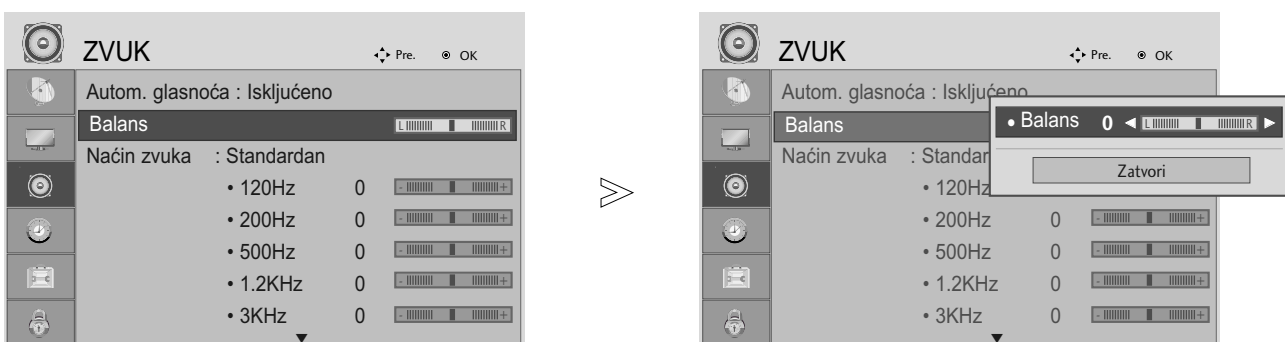 ZVUK Pre. OK
Autom. glasnoća : Iskljućeno
Balans L R
Naćin zvuka : Standardan
• 120Hz 0 - +
• 200Hz 0 - +
• 500Hz 0 - +
• 1.2KHz 0 - +
• 3KHz 0 - +
ZVUK Pre. OK
Autom. glasnoća : Iskljućeno
Balans
• Balans 0 L R
Zatvori
Naćin zvuka : Standar
• 120Hz
• 200Hz 0 - +
• 500Hz 0 - +
• 1.2KHz 0 - +
• 3KHz 0 - +